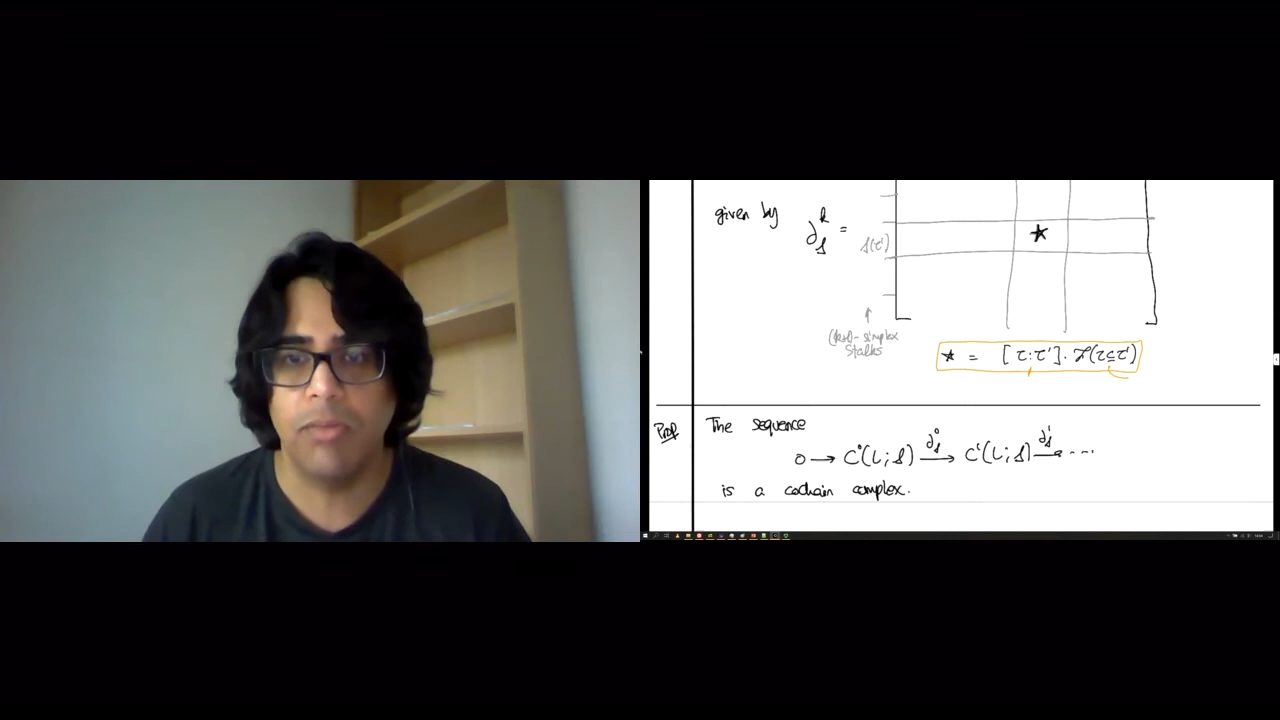 given by ∂_𝒮^k =
𝒮(τ')
★
↑
(k+1)-simplex
Stalks
★ = [τ:τ']·𝒮(τ⊆τ')
Prop The sequence
0 → C⁰(L;𝒮) →∂_𝒮^0 C¹(L;𝒮) →∂_𝒮^1 ...
is a cochain complex.